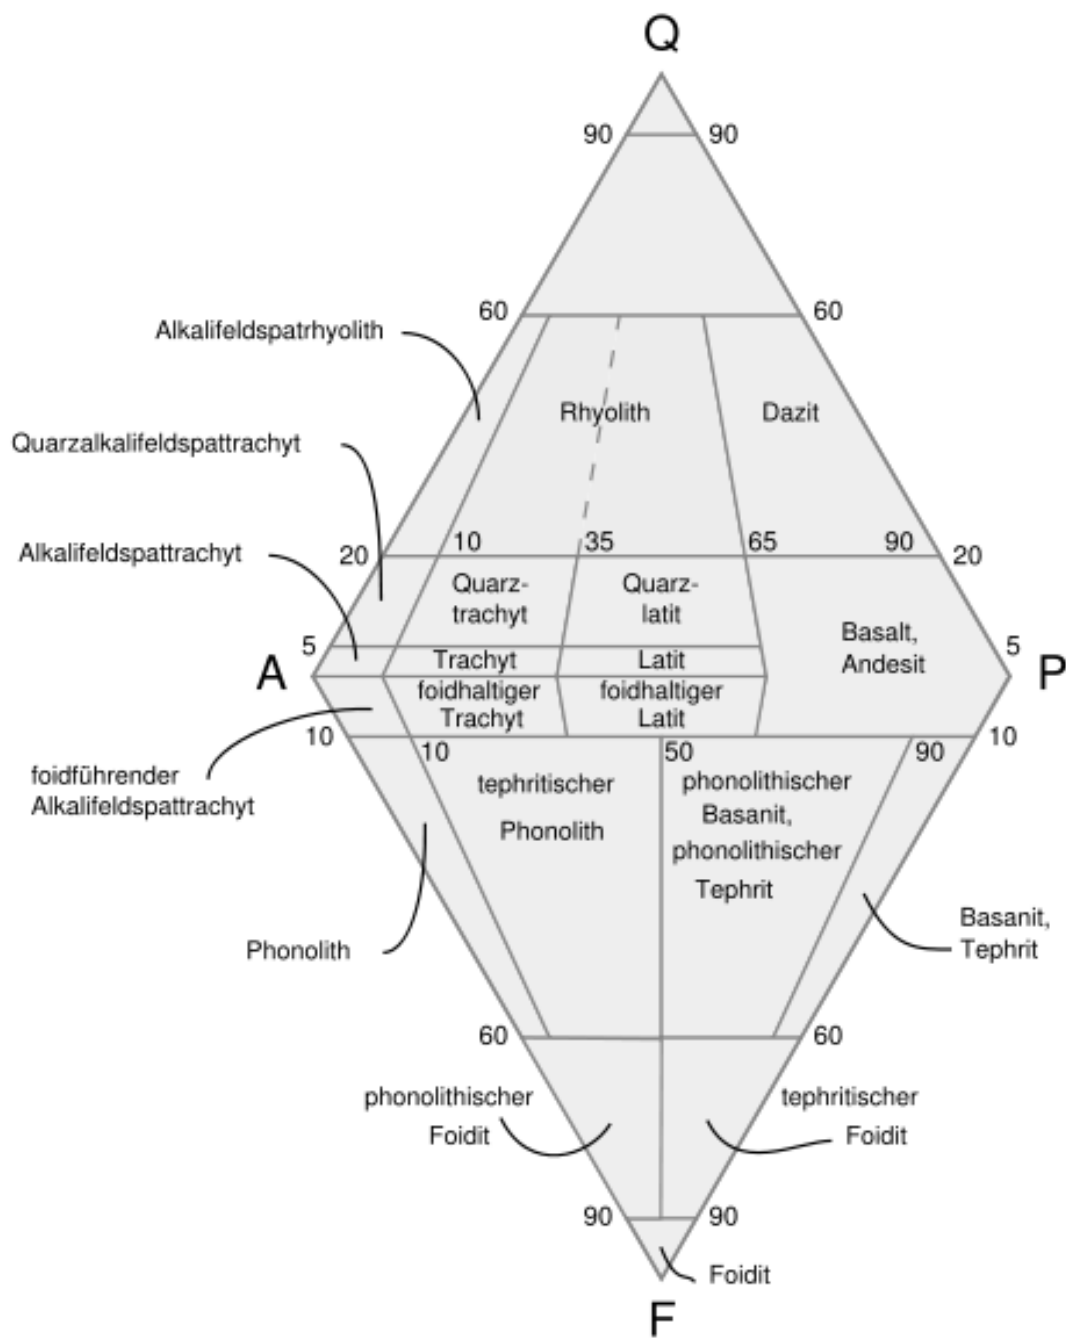 Q
90 90
60 60
Alkalifeldspatrhyolith
Rhyolith Dazit
Quarzalkalifeldspattrachyt
Alkalifeldspattrachyt
20 10 35 65 90 20
Quarz-
trachyt
Quarz-
latit
Basalt,
Andesit
5 5
Trachyt Latit
A P
foidhaltiger
Trachyt
foidhaltiger
Latit
10 10 50 90 10
foidführender
Alkalifeldspattrachyt
tephritischer
Phonolith
phonolithischer
Basanit,
phonolithischer
Tephrit
Basanit,
Tephrit
Phonolith
60 60
phonolithischer
Foidit
tephritischer
Foidit
90 90
Foidit
F